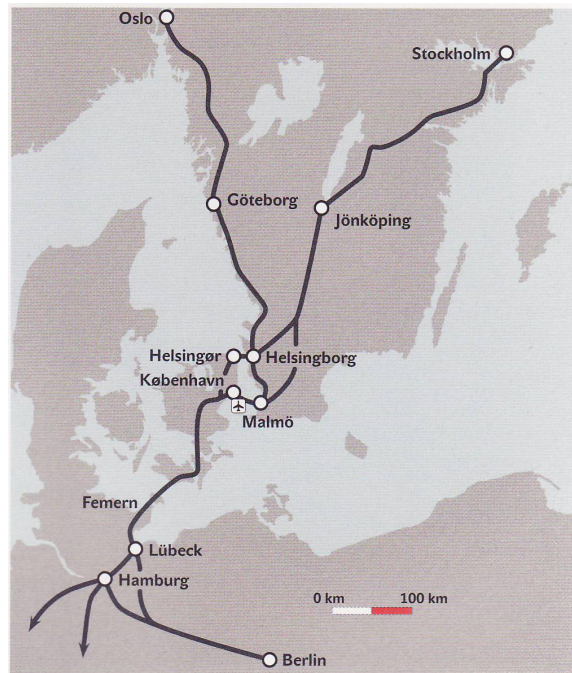 Oslo
Stockholm
Göteborg
Jönköping
Helsingør
Helsingborg
København
Malmö
Femern
Lübeck
Hamburg
0 km 100 km
Berlin